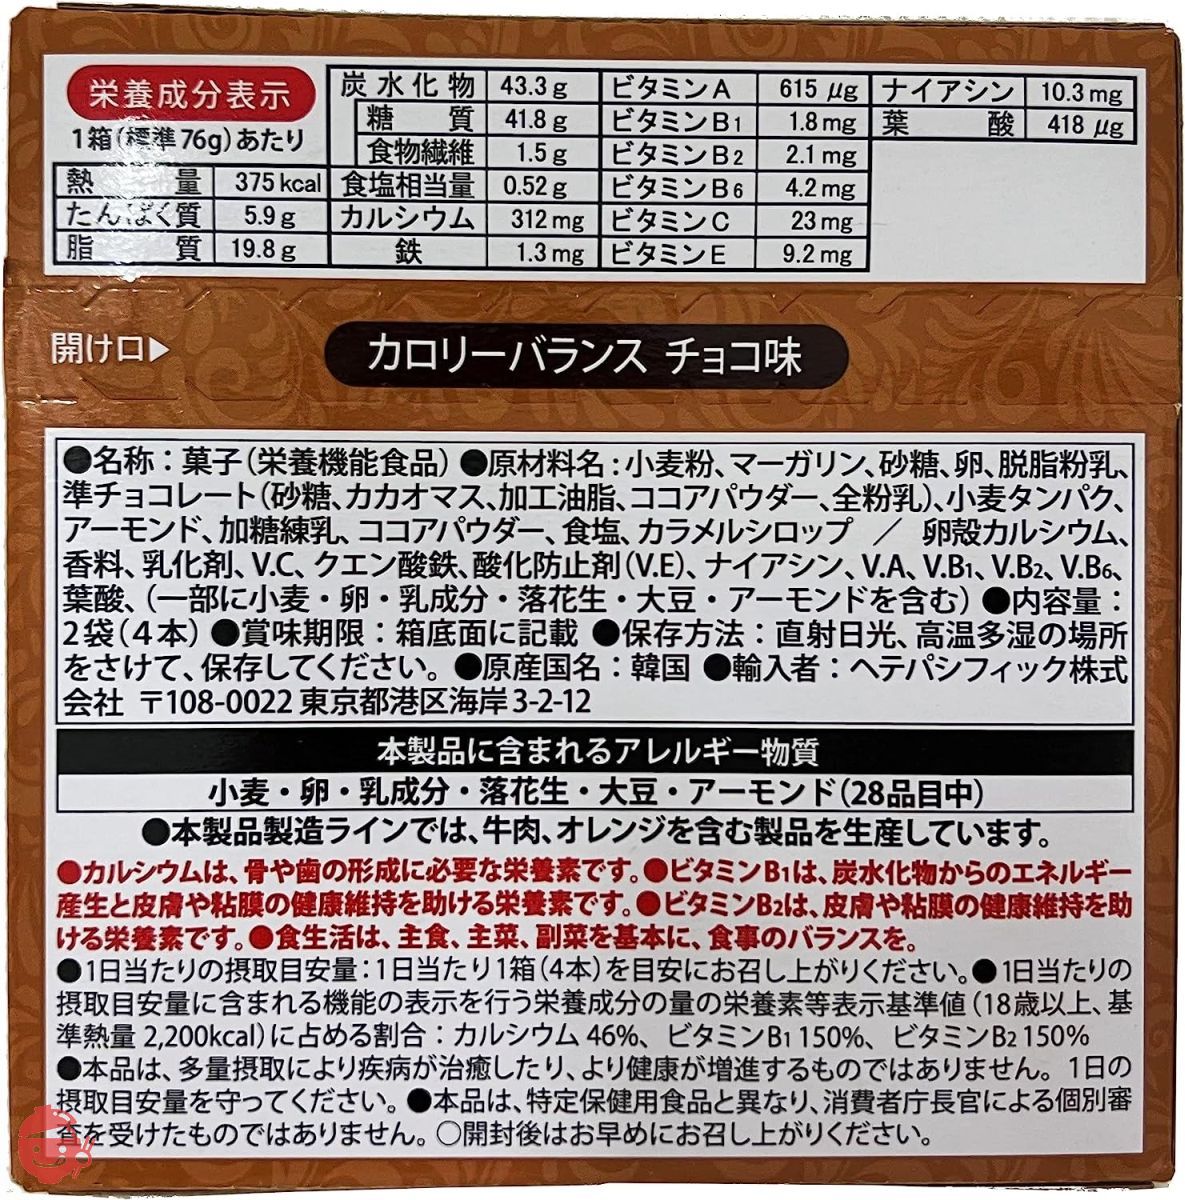 栄養成分表示
1箱(標準76g)あたり
熱量 375kcal
たんぱく質 5.9g
脂質 19.8g
炭水化物 43.3g
糖質 41.8g
食物繊維 1.5g
食塩相当量 0.52g
カルシウム 312mg
鉄 1.3mg
ビタミンA 615μg
ビタミンB1 1.8mg
ビタミンB2 2.1mg
ビタミンB6 4.2mg
ビタミンC 23mg
ビタミンE 9.2mg
ナイアシン 10.3mg
葉酸 418μg
開け口▶
カロリーバランス チョコ味
●名称:菓子(栄養機能食品)●原材料名:小麦粉、マーガリン、砂糖、卵、脱脂粉乳、
準チョコレート(砂糖、カカオマス、加工油脂、ココアパウダー、全粉乳)、小麦タンパク、
アーモンド、加糖練乳、ココアパウダー、食塩、カラメルシロップ / 卵殻カルシウム、
香料、乳化剤、V.C、クエン酸鉄、酸化防止剤(V.E)、ナイアシン、V.A、V.B1、V.B2、V.B6、
葉酸、(一部に小麦・卵・乳成分・落花生・大豆・アーモンドを含む)●内容量:
2袋(4本)●賞味期限:箱底面に記載 ●保存方法:直射日光、高温多湿の場所
をさけて、保存してください。●原産国名:韓国 ●輸入者:ヘテパシフィック株式
会社 〒108-0022 東京都港区海岸3-2-12
本製品に含まれるアレルギー物質
小麦・卵・乳成分・落花生・大豆・アーモンド(28品目中)
●本製品製造ラインでは、牛肉、オレンジを含む製品を生産しています。
●カルシウムは、骨や歯の形成に必要な栄養素です。●ビタミンB1は、炭水化物からのエネルギー
産生と皮膚や粘膜の健康維持を助ける栄養素です。●ビタミンB2は、皮膚や粘膜の健康維持を助
ける栄養素です。●食生活は、主食、主菜、副菜を基本に、食事のバランスを。
●1日当たりの摂取目安量:1日当たり1箱(4本)を目安にお召し上がりください。●1日当たりの
摂取目安量に含まれる機能の表示を行う栄養成分の量の栄養素等表示基準値(18歳以上、基
準熱量 2,200kcal)に占める割合:カルシウム 46%、ビタミンB1 150%、ビタミンB2 150%
●本品は、多量摂取により疾病が治癒したり、より健康が増進するものではありません。1日の
摂取目安量を守ってください。●本品は、特定保健用食品と異なり、消費者庁長官による個別審
査を受けたものではありません。○開封後はお早めにお召し上がりください。